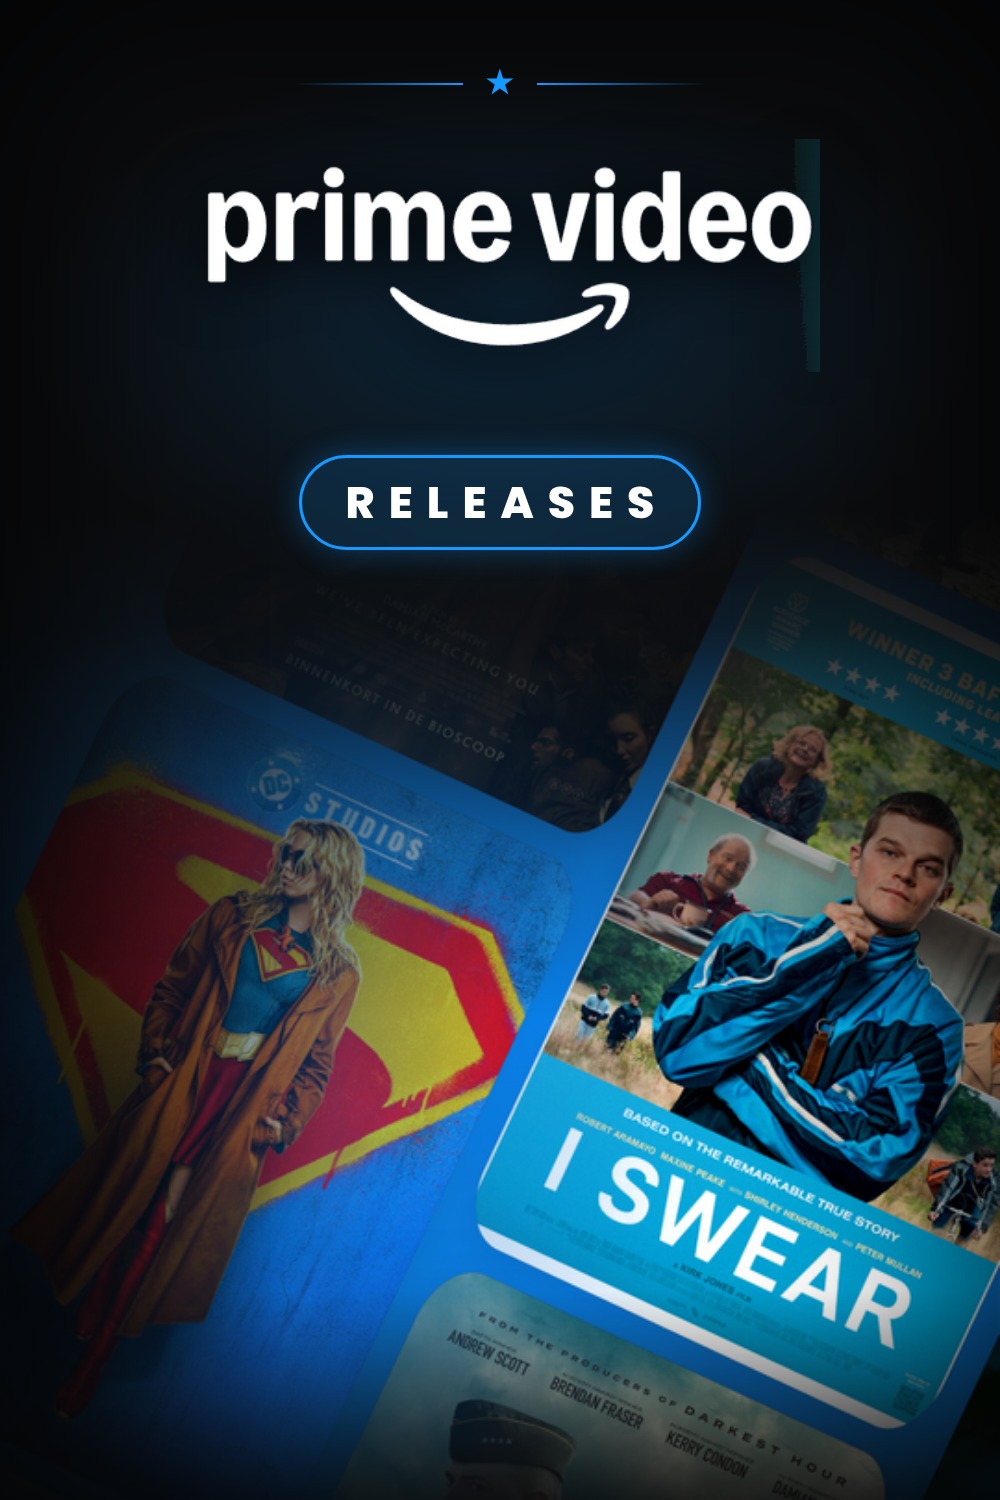 prime video
RELEASES
WE'VE BEEN EXPECTING YOU
BINNENKORT IN DE BIOSCOOP
WINNER 3 BAF
INCLUDING LEA
DC
STUDIOS
BASED ON THE REMARKABLE TRUE STORY
ROBERT ARAMAYO MAXINE PEAKE WITH SHIRLEY HENDERSON AND PETER MULLAN
I SWEAR
A KIRK JONES FILM
FROM THE PRODUCERS OF DARKEST HOUR
ANDREW SCOTT
BRENDAN FRASER
KERRY CONDON
DAMIA